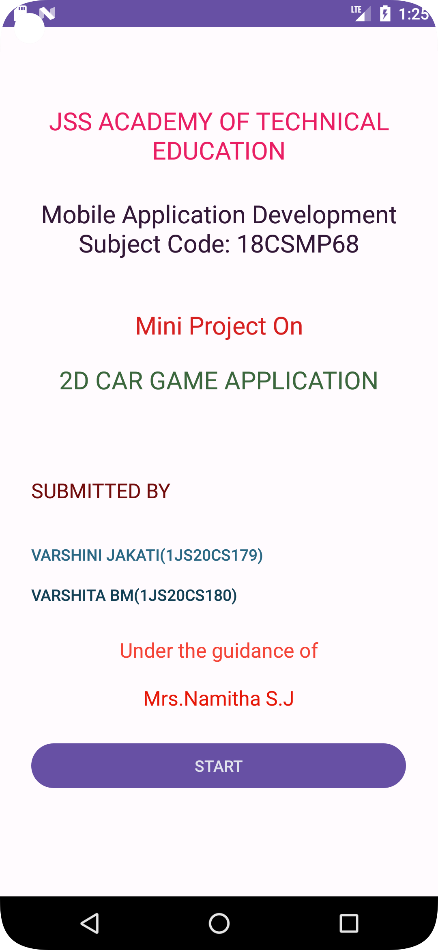 LTE 1:25
JSS ACADEMY OF TECHNICAL
EDUCATION
Mobile Application Development
Subject Code: 18CSMP68
Mini Project On
2D CAR GAME APPLICATION
SUBMITTED BY
VARSHINI JAKATI(1JS20CS179)
VARSHITA BM(1JS20CS180)
Under the guidance of
Mrs.Namitha S.J
START